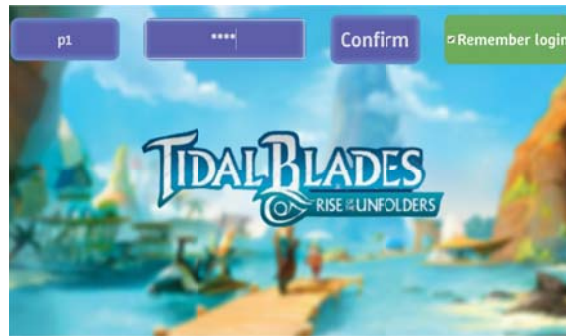 p1
****
Confirm
Remember login
TIDAL BLADES
RISE OF THE UNFOLDERS